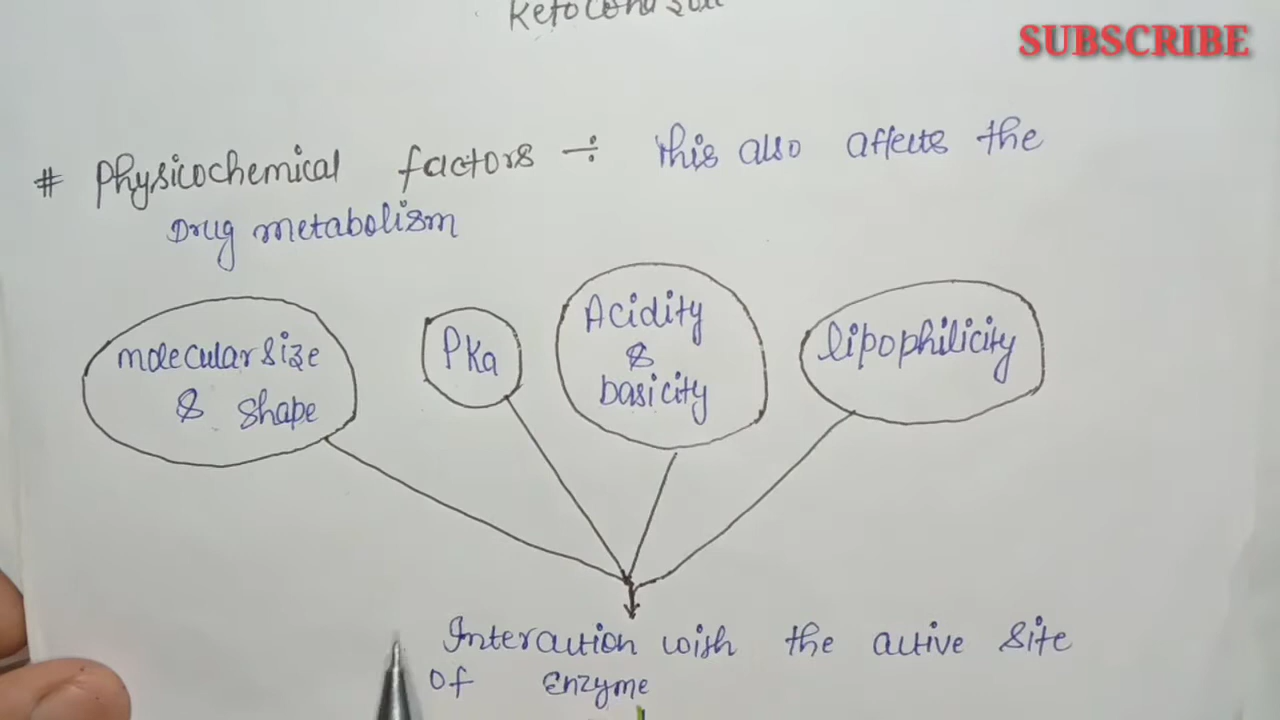 SUBSCRIBE
# Physicochemical factors ÷ This also affects the
Drug metabolism
molecular size
& shape
PKa
Acidity
&
basicity
lipophilicity
Interaction with the active site
of Enzyme